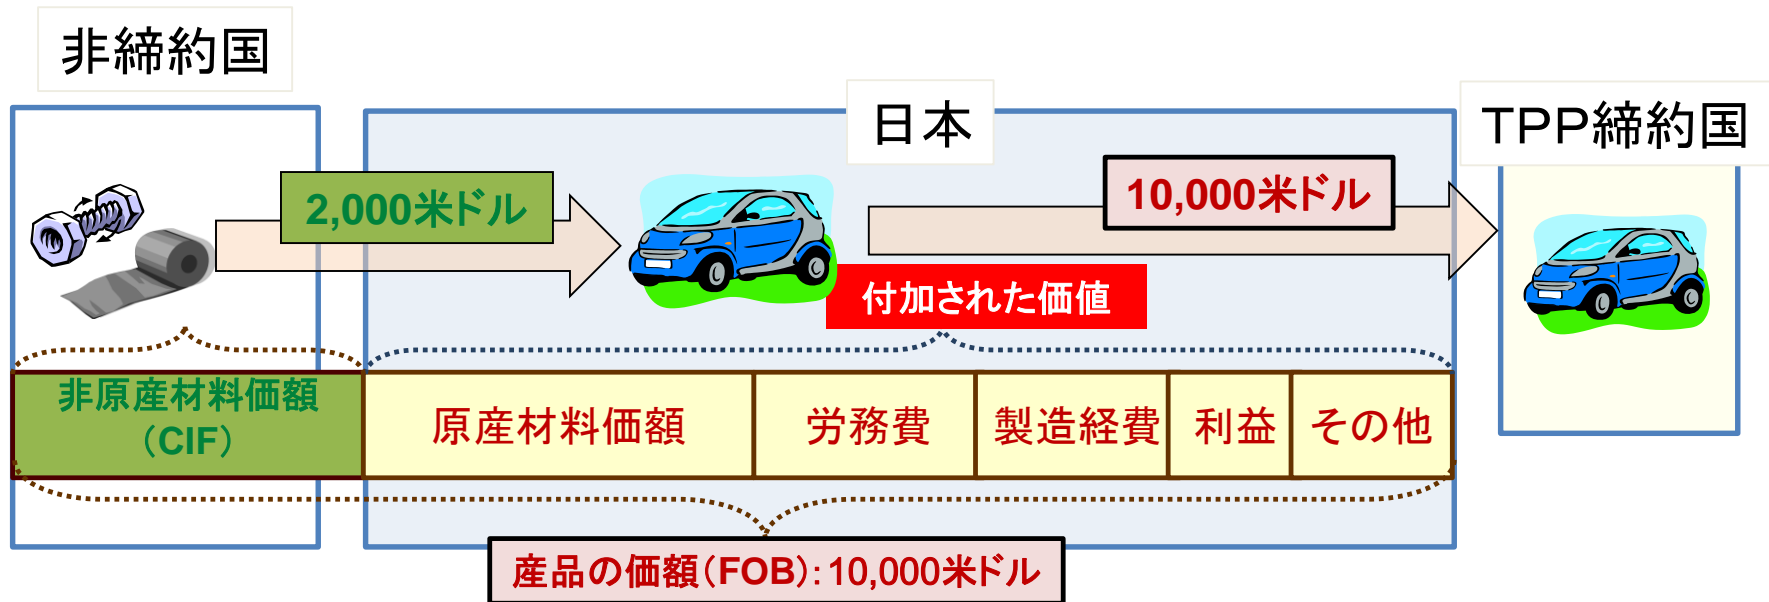 非締約国
日本
TPP締約国
2,000米ドル
10,000米ドル
付加された価値
非原産材料価額
（CIF）
原産材料価額
労務費
製造経費
利益
その他
産品の価額（FOB）：10,000米ドル